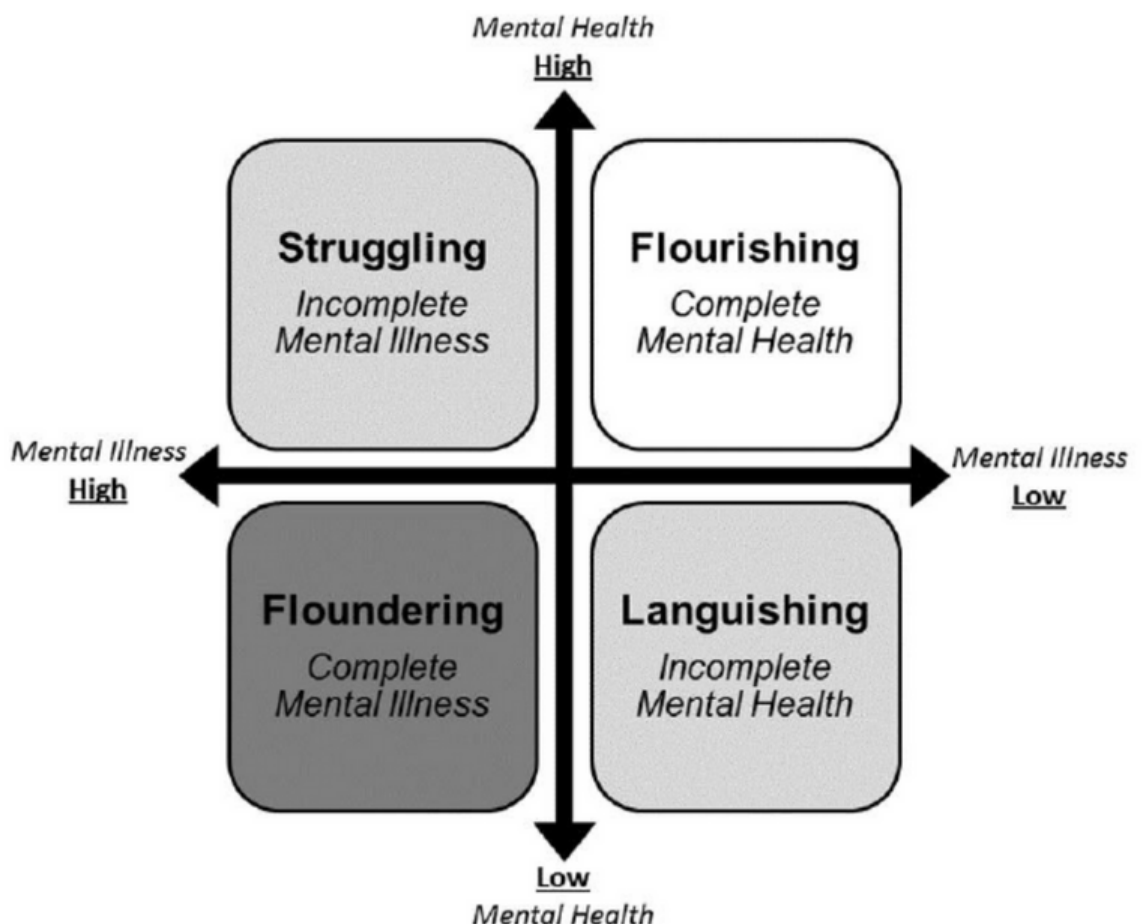 Mental Health
High
Struggling
Incomplete
Mental Illness
Flourishing
Complete
Mental Health
Mental Illness
High
Mental Illness
Low
Floundering
Complete
Mental Illness
Languishing
Incomplete
Mental Health
Low
Mental Health